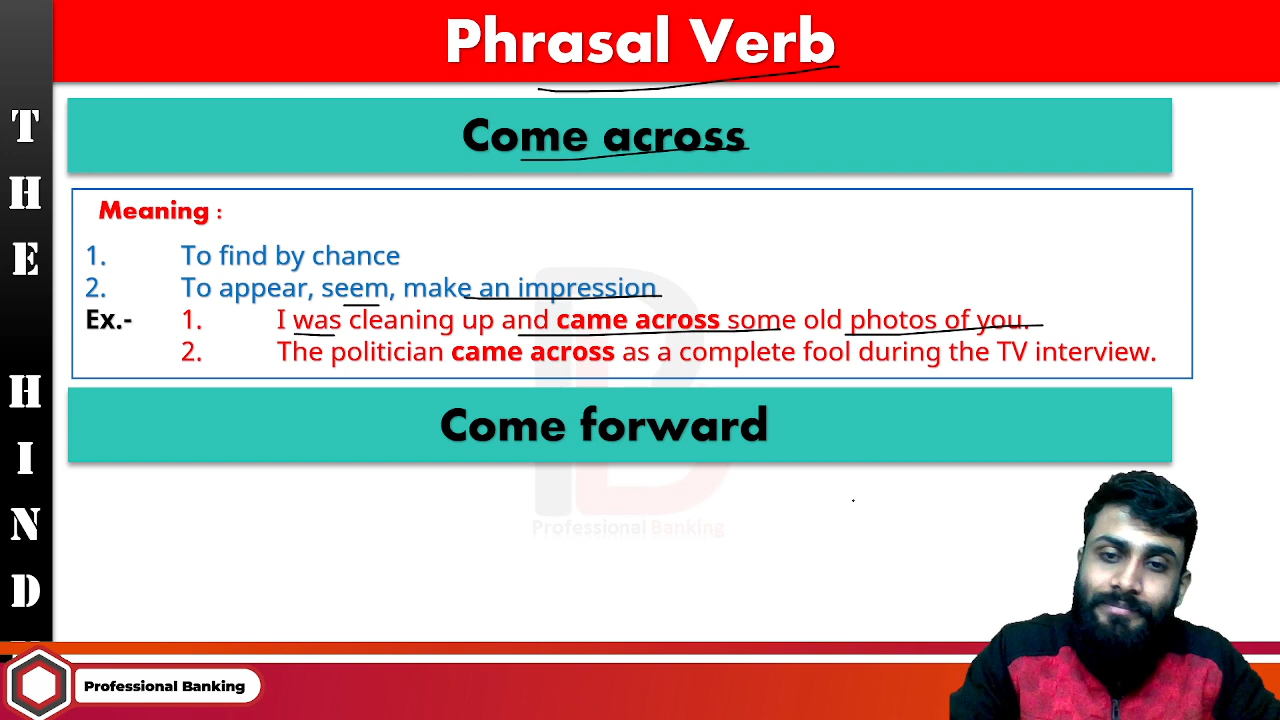 Phrasal Verb
THE HIND
Come across
Meaning :
1. To find by chance
2. To appear, seem, make an impression
Ex.- 1. I was cleaning up and came across some old photos of you.
2. The politician came across as a complete fool during the TV interview.
Come forward
Professional Banking
Professional Banking